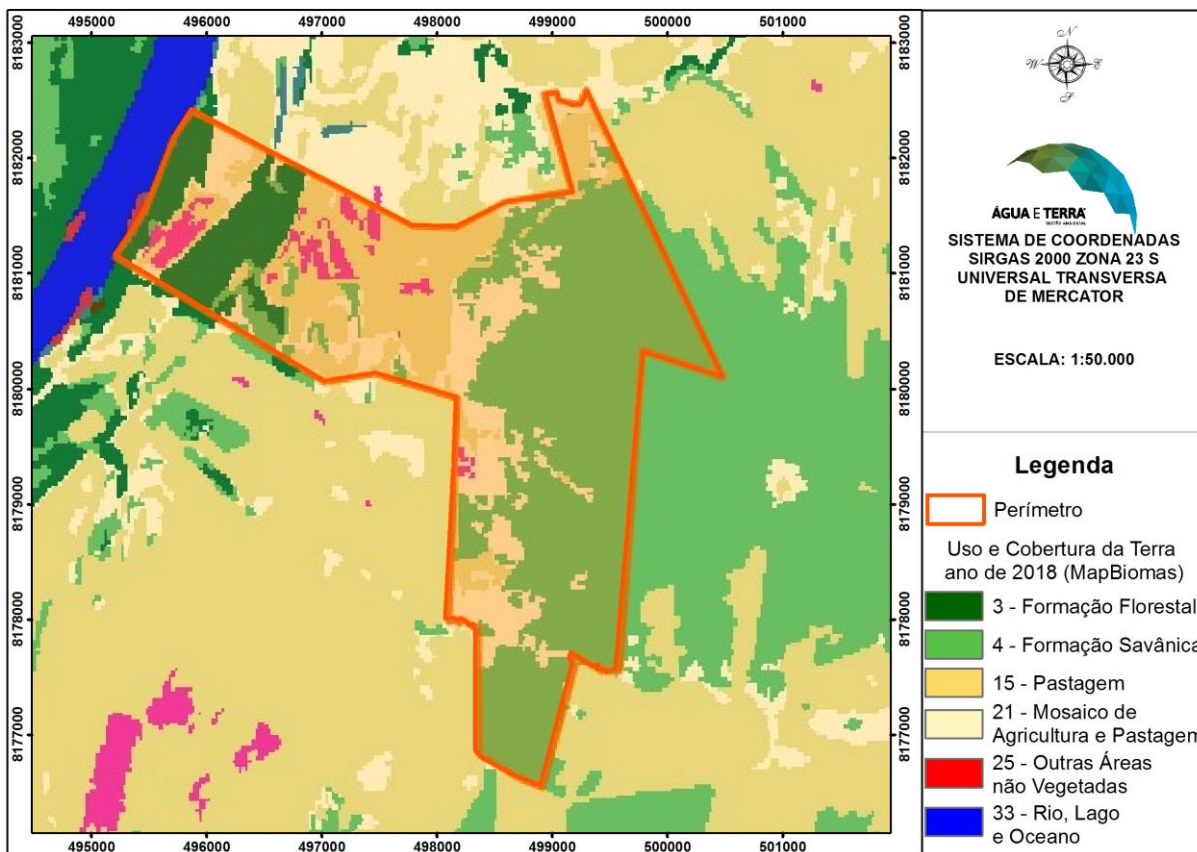 495000 496000 497000 498000 499000 500000 501000
8183000 8183000
8182000 8182000
8181000 8181000
8180000 8180000
8179000 8179000
8178000 8178000
8177000 8177000
495000 496000 497000 498000 499000 500000 501000
N
W E
S
ÁGUA E TERRA
SISTEMA DE COORDENADAS
SIRGAS 2000 ZONA 23 S
UNIVERSAL TRANSVERSA
DE MERCATOR
ESCALA: 1:50.000
Legenda
Perímetro
Uso e Cobertura da Terra
ano de 2018 (MapBiomas)
3 - Formação Florestal
4 - Formação Savânica
15 - Pastagem
21 - Mosaico de
Agricultura e Pastagem
25 - Outras Áreas
não Vegetadas
33 - Rio, Lago
e Oceano